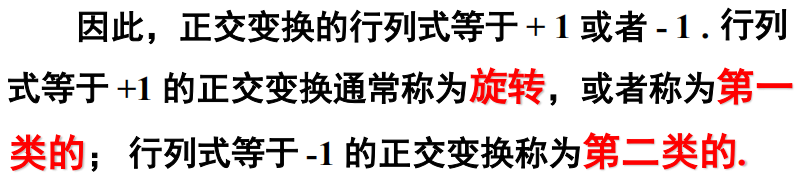 因此，正交变换的行列式等于 + 1 或者 - 1 . 行列
式等于 +1 的正交变换通常称为旋转，或者称为第一
类的； 行列式等于 -1 的正交变换称为第二类的.